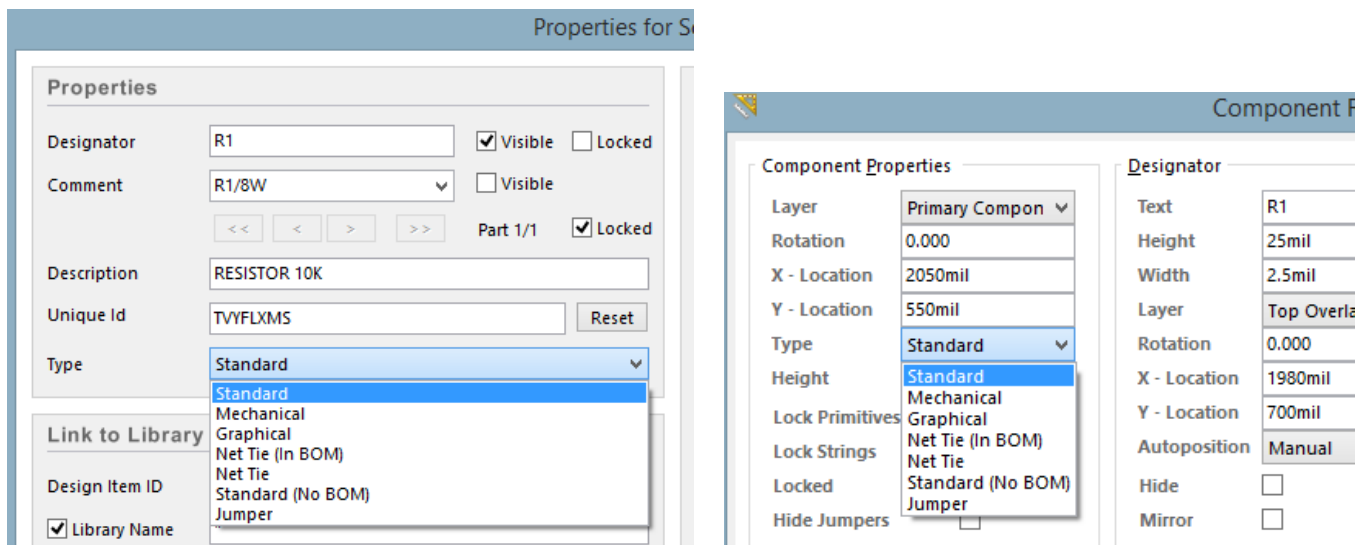 Properties for S
Properties
Designator R1 Visible Locked
Comment R1/8W Visible
<< < > >> Part 1/1 Locked
Description RESISTOR 10K
Unique Id TVYFLXMS Reset
Type Standard
Standard
Mechanical
Graphical
Net Tie (In BOM)
Net Tie
Standard (No BOM)
Jumper
Link to Library
Design Item ID
Library Name
Component
Component Properties
Layer Primary Compon
Rotation 0.000
X - Location 2050mil
Y - Location 550mil
Type Standard
Height
Standard
Mechanical
Graphical
Net Tie (In BOM)
Net Tie
Standard (No BOM)
Jumper
Lock Primitives
Lock Strings
Locked
Hide Jumpers
Designator
Text R1
Height 25mil
Width 2.5mil
Layer Top Overla
Rotation 0.000
X - Location 1980mil
Y - Location 700mil
Autoposition Manual
Hide
Mirror